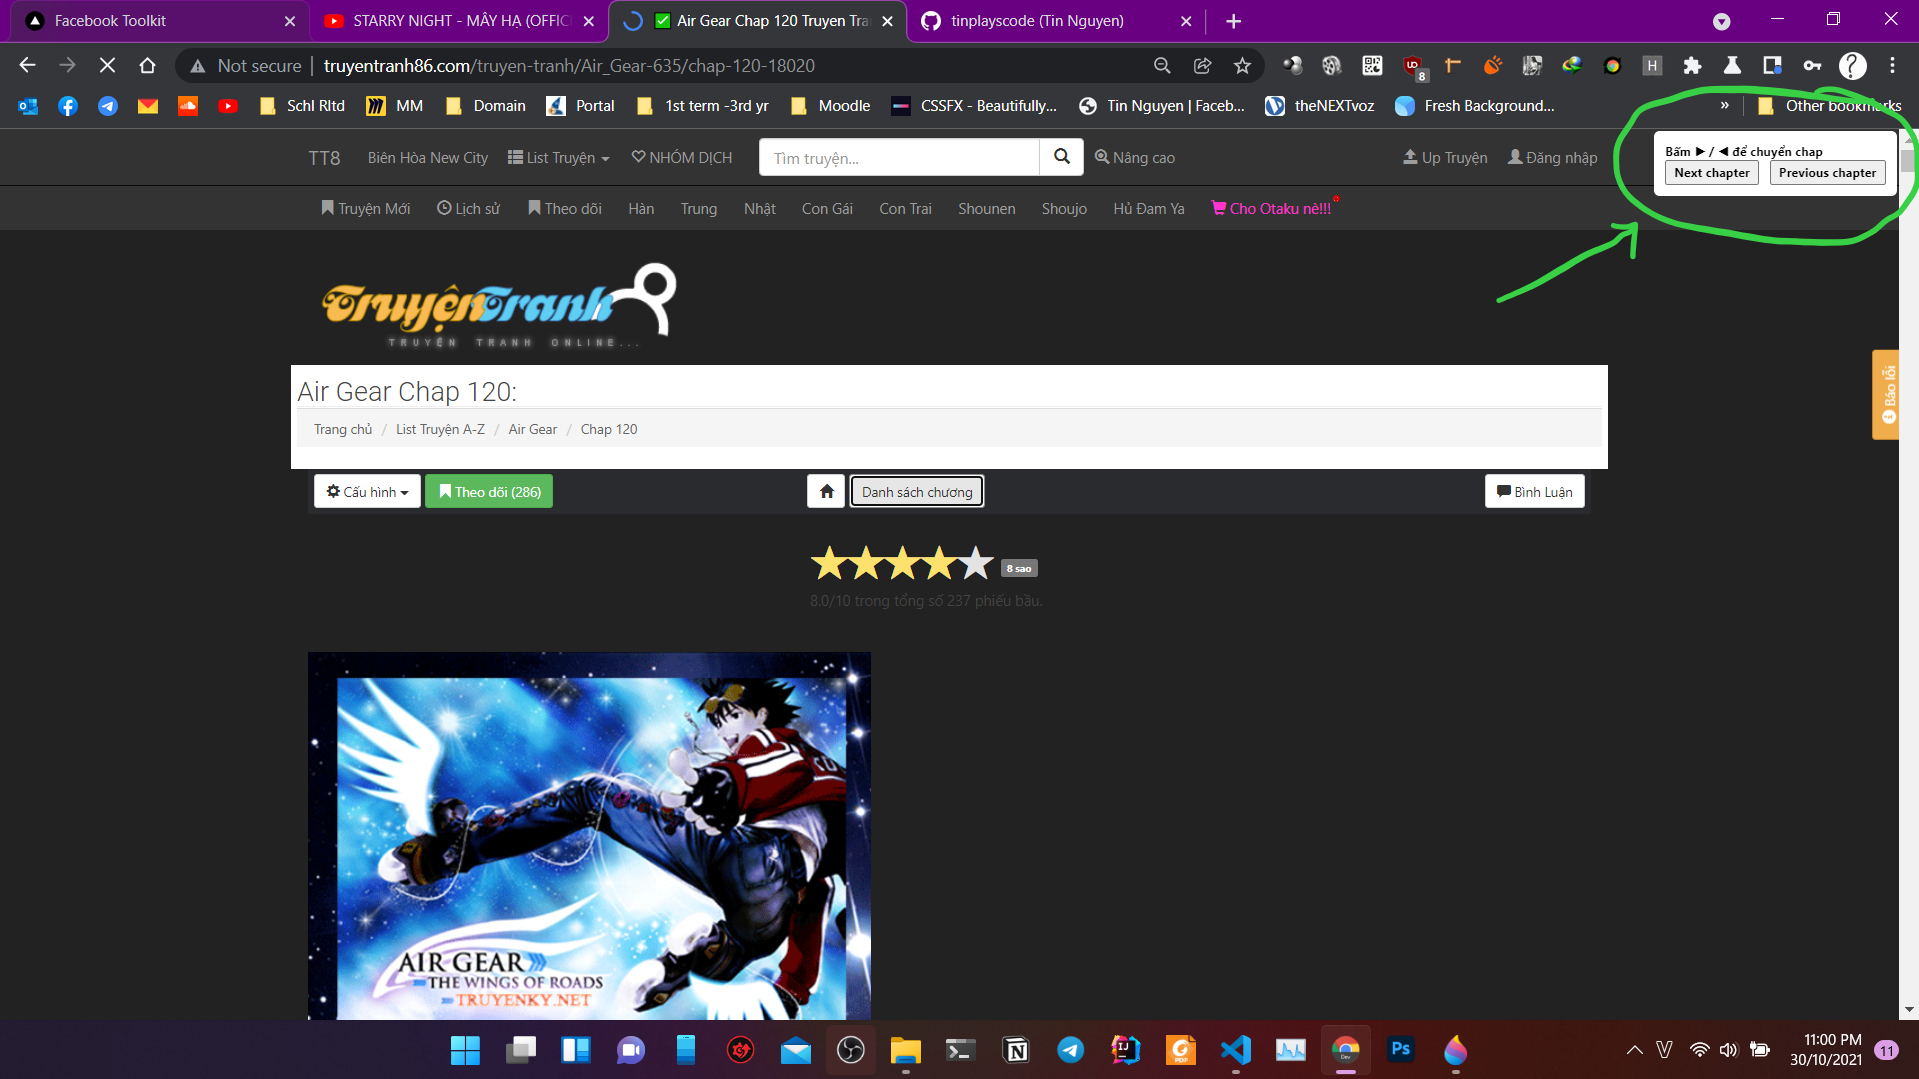 Facebook Toolkit
STARRY NIGHT - MÂY HẠ (OFFIC
Air Gear Chap 120 Truyen Tra
tinplayscode (Tin Nguyen)
Not secure
truyentranh86.com/truyen-tranh/Air_Gear-635/chap-120-18020
8
H
Schl Rltd
MM
Domain
Portal
1st term -3rd yr
Moodle
CSSFX - Beautifully...
Tin Nguyen | Faceb...
theNEXTvoz
Fresh Background...
»
Other bookmarks
TT8
Biên Hòa New City
List Truyện
NHÓM DỊCH
Tìm truyện...
Nâng cao
Up Truyện
Đăng nhập
Bấm ► / ◄ để chuyển chap
Next chapter
Previous chapter
Truyện Mới
Lịch sử
Theo dõi
Hàn
Trung
Nhật
Con Gái
Con Trai
Shounen
Shoujo
Hủ Đam Ya
Cho Otaku nè!!!
TruyệnTranh
TRUYỆN TRANH ONLINE...
Báo lỗi
Air Gear Chap 120:
Trang chủ / List Truyện A-Z / Air Gear / Chap 120
Cấu hình
Theo dõi (286)
Danh sách chương
Bình Luận
8 sao
8.0/10 trong tổng số 237 phiếu bầu.
AIR GEAR
THE WINGS OF ROADS
TRUYENKY.NET
11:00 PM
30/10/2021
11